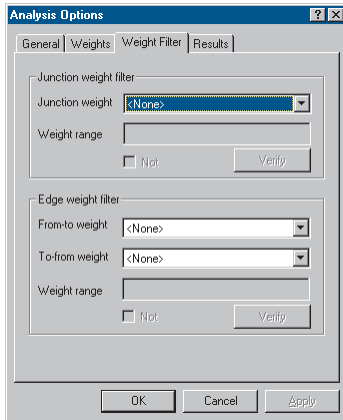 Analysis Options
General Weights Weight Filter Results
Junction weight filter
Junction weight <None>
Weight range
Not Verify
Edge weight filter
From-to weight <None>
To-from weight <None>
Weight range
Not Verify
OK Cancel Apply